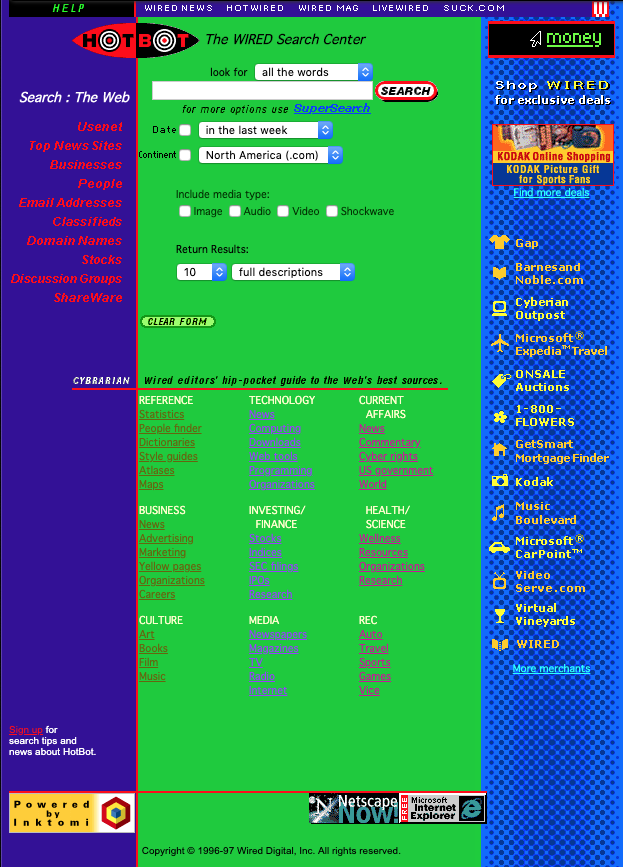 HELP
WIRED NEWS HOTWIRED WIRED MAG LIVEWIRED SUCK.COM
HOTBOT The WIRED Search Center
money
look for all the words
SEARCH
for more options use SuperSearch
Date in the last week
Continent North America (.com)
Include media type:
Image Audio Video Shockwave
Return Results:
10 full descriptions
CLEAR FORM
Search : The Web
Usenet
Top News Sites
Businesses
People
Email Addresses
Classifieds
Domain Names
Stocks
Discussion Groups
ShareWare
CYBRARIAN Wired editors' hip-pocket guide to the Web's best sources.
REFERENCE
Statistics
People finder
Dictionaries
Style guides
Atlases
Maps
TECHNOLOGY
News
Computing
Downloads
Web tools
Programming
Organizations
CURRENT
AFFAIRS
News
Commentary
Cyber rights
US government
World
BUSINESS
News
Advertising
Marketing
Yellow pages
Organizations
Careers
INVESTING/
FINANCE
Stocks
Indices
SEC filings
IPOs
Research
HEALTH/
SCIENCE
Wellness
Resources
Organizations
Research
CULTURE
Art
Books
Film
Music
MEDIA
Newspapers
Magazines
TV
Radio
Internet
REC
Auto
Travel
Sports
Games
Vice
Shop WIRED
for exclusive deals
KODAK Online Shopping
KODAK Picture Gift
for Sports Fans
Find more deals
Gap
Barnesand
Noble.com
Cyberian
Outpost
Microsoft®
Expedia™Travel
ONSALE
Auctions
1-800-
FLOWERS
GetSmart
MortgageFinder
Kodak
Music
Boulevard
Microsoft®
CarPoint™
Video
Serve.com
Virtual
Vineyards
WIRED
More merchants
Sign up for
search tips and
news about HotBot.
Powered
by
Inktomi
Netscape
NOW!
FREE
Microsoft
Internet
Explorer
Copyright © 1996-97 Wired Digital, Inc. All rights reserved.